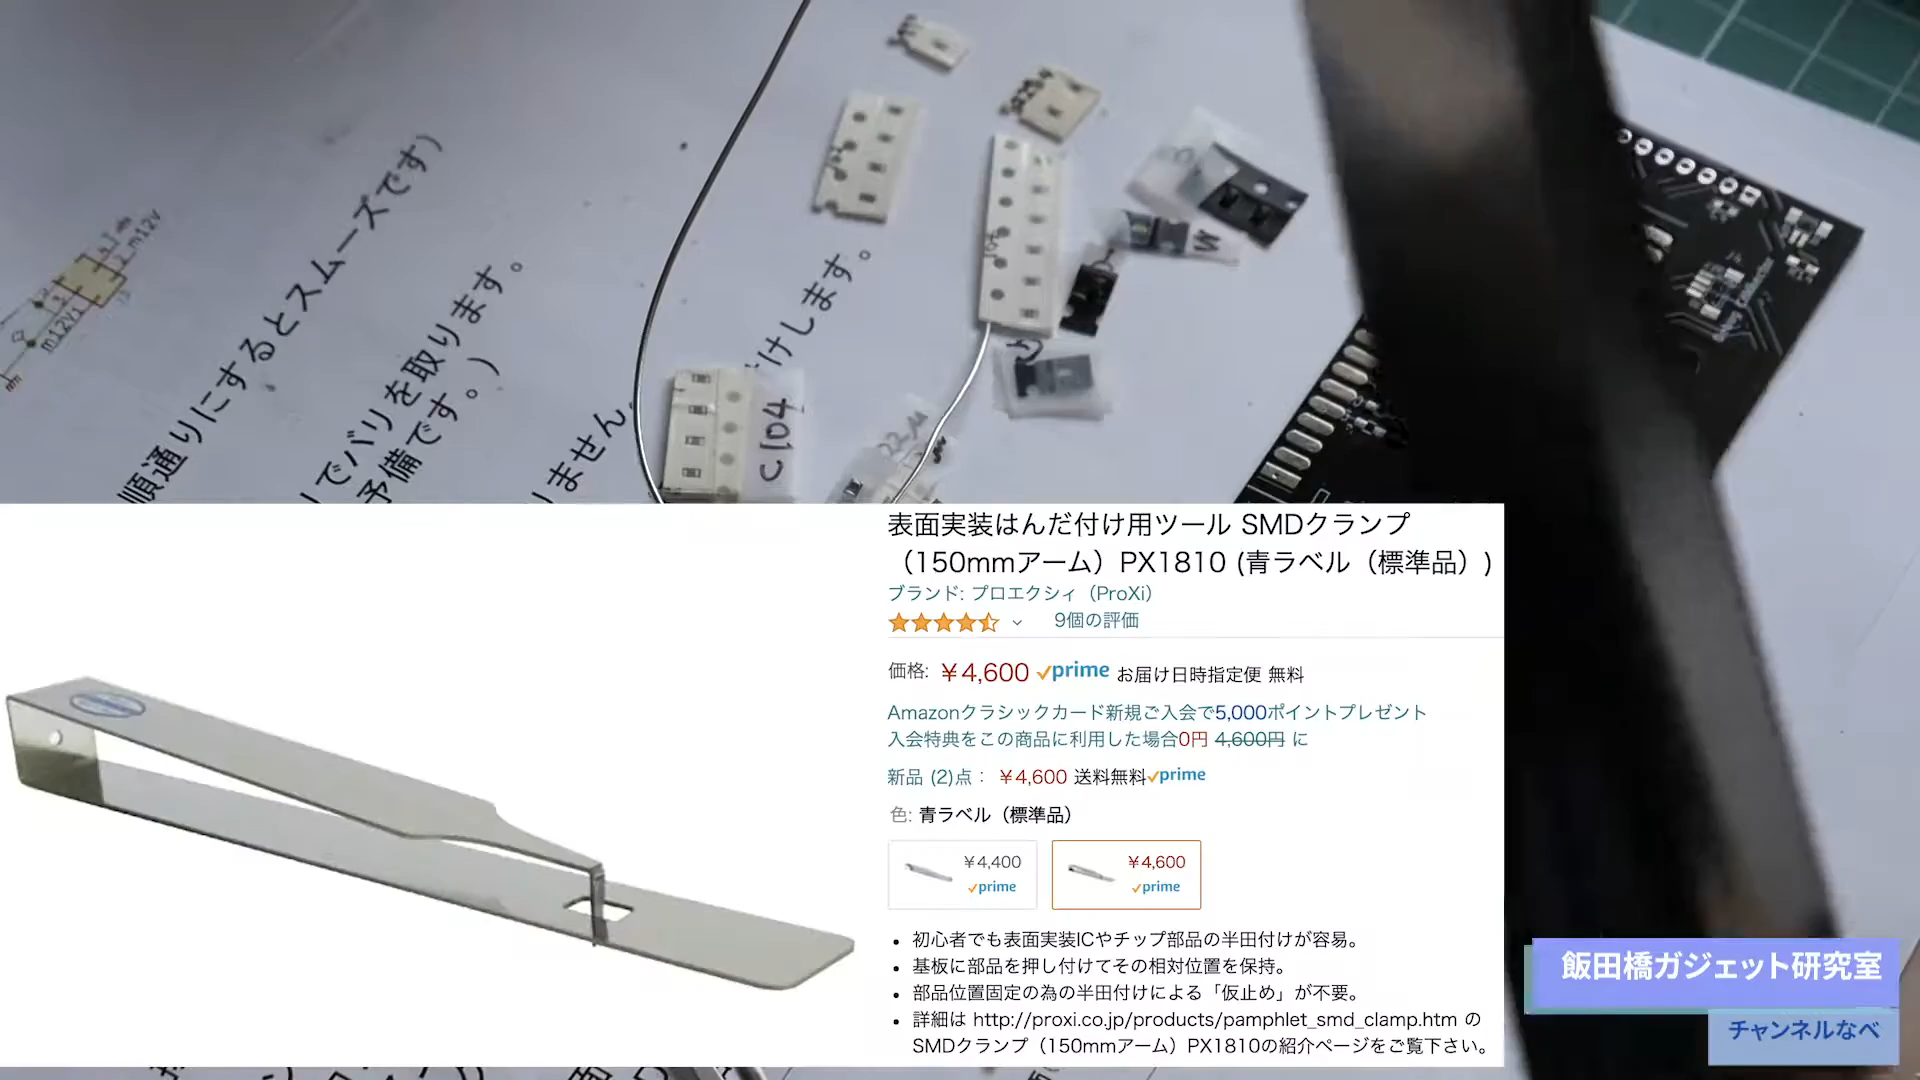 順通りにするとスムーズです)
でバリを取ります。
予備です。)
りません。
けします。
m12V
m12V1
C104
22μ
表面実装はんだ付け用ツール SMDクランプ
（150mmアーム）PX1810 (青ラベル（標準品）)
ブランド: プロエクシィ（ProXi）
9個の評価
価格: ￥4,600 prime お届け日時指定便 無料
Amazonクラシックカード新規ご入会で5,000ポイントプレゼント
入会特典をこの商品に利用した場合0円 4,600円 に
新品 (2)点： ￥4,600 送料無料 prime
色: 青ラベル（標準品）
￥4,400
prime
￥4,600
prime
• 初心者でも表面実装ICやチップ部品の半田付けが容易。
• 基板に部品を押し付けてその相対位置を保持。
• 部品位置固定の為の半田付けによる「仮止め」が不要。
• 詳細は http://proxi.co.jp/products/pamphlet_smd_clamp.htm の
SMDクランプ（150mmアーム）PX1810の紹介ページをご覧下さい。
飯田橋ガジェット研究室
チャンネルなべ